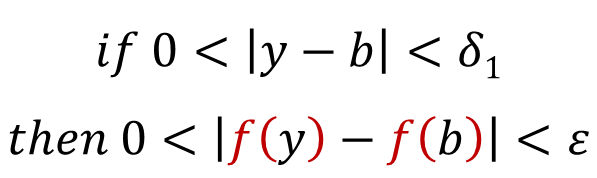 if 0 < |y − b| < δ₁
then 0 < |f(y) − f(b)| < ε